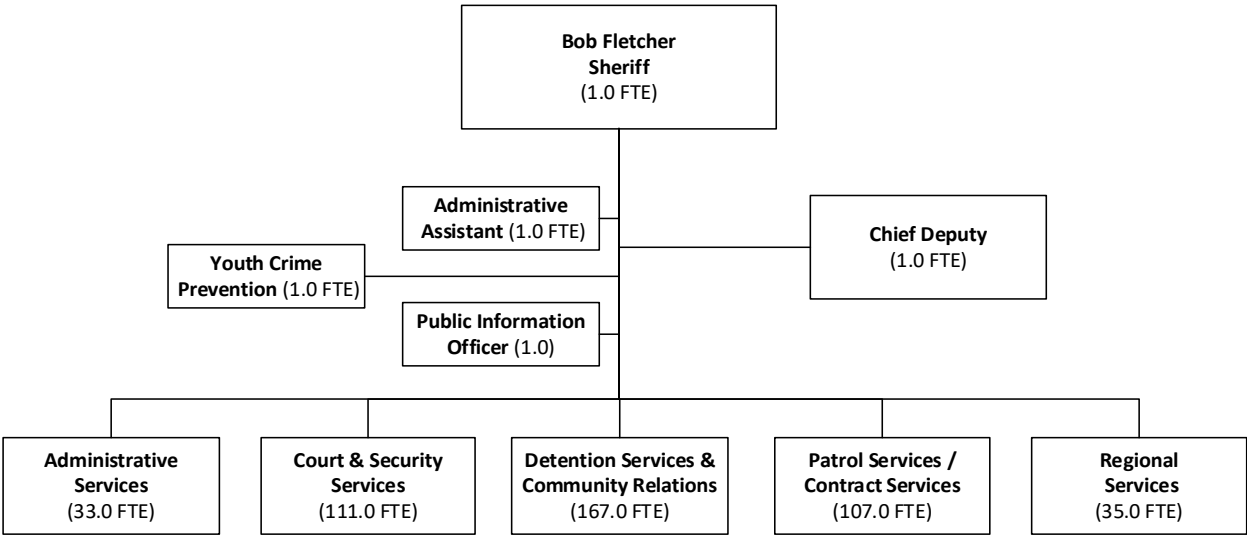 Bob Fletcher
Sheriff
(1.0 FTE)
Administrative
Assistant (1.0 FTE)
Chief Deputy
(1.0 FTE)
Youth Crime
Prevention (1.0 FTE)
Public Information
Officer (1.0)
Administrative
Services
(33.0 FTE)
Court & Security
Services
(111.0 FTE)
Detention Services &
Community Relations
(167.0 FTE)
Patrol Services /
Contract Services
(107.0 FTE)
Regional
Services
(35.0 FTE)